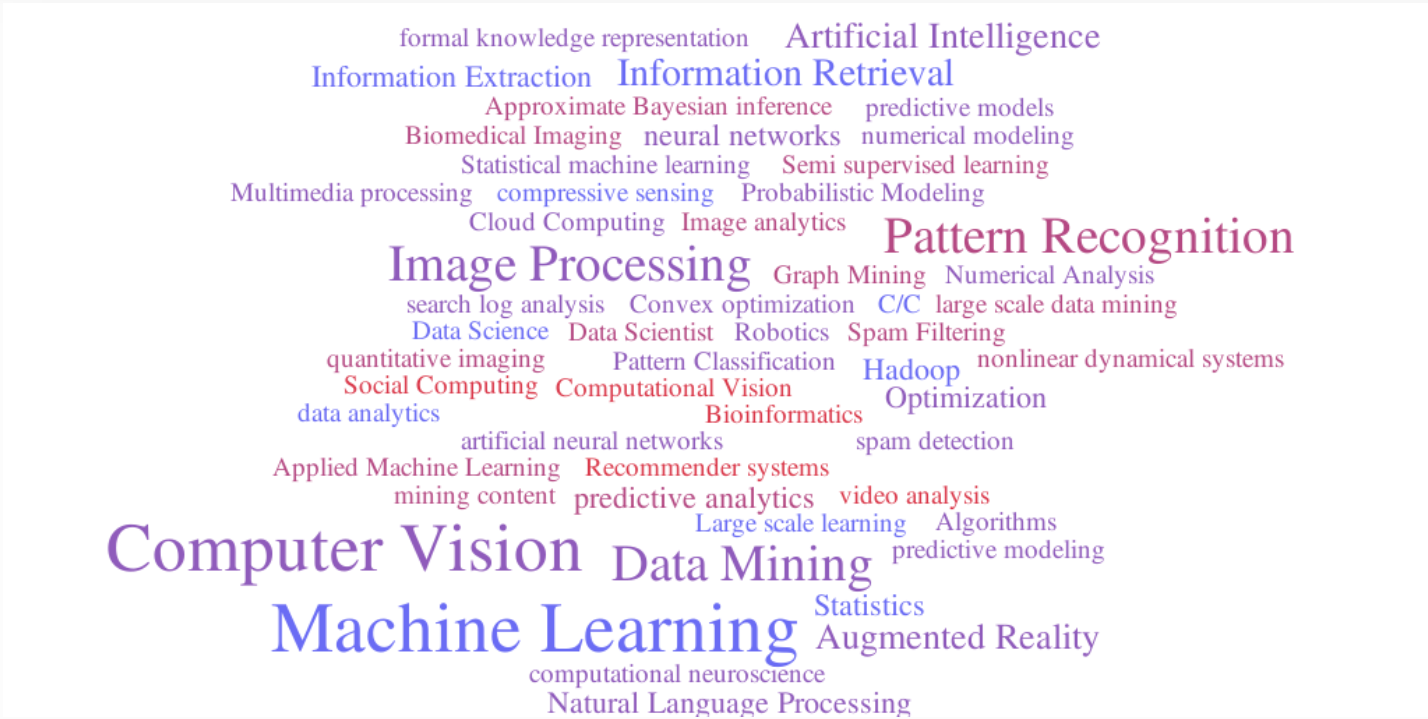 formal knowledge representation Artificial Intelligence
Information Extraction Information Retrieval
Approximate Bayesian inference predictive models
Biomedical Imaging neural networks numerical modeling
Statistical machine learning Semi supervised learning
Multimedia processing compressive sensing Probabilistic Modeling
Cloud Computing Image analytics Pattern Recognition
Image Processing Graph Mining Numerical Analysis
search log analysis Convex optimization C/C large scale data mining
Data Science Data Scientist Robotics Spam Filtering
quantitative imaging Pattern Classification Hadoop nonlinear dynamical systems
Social Computing Computational Vision Optimization
data analytics Bioinformatics
artificial neural networks spam detection
Applied Machine Learning Recommender systems
mining content predictive analytics video analysis
Large scale learning Algorithms
Computer Vision Data Mining predictive modeling
Machine Learning Statistics
Augmented Reality
computational neuroscience
Natural Language Processing